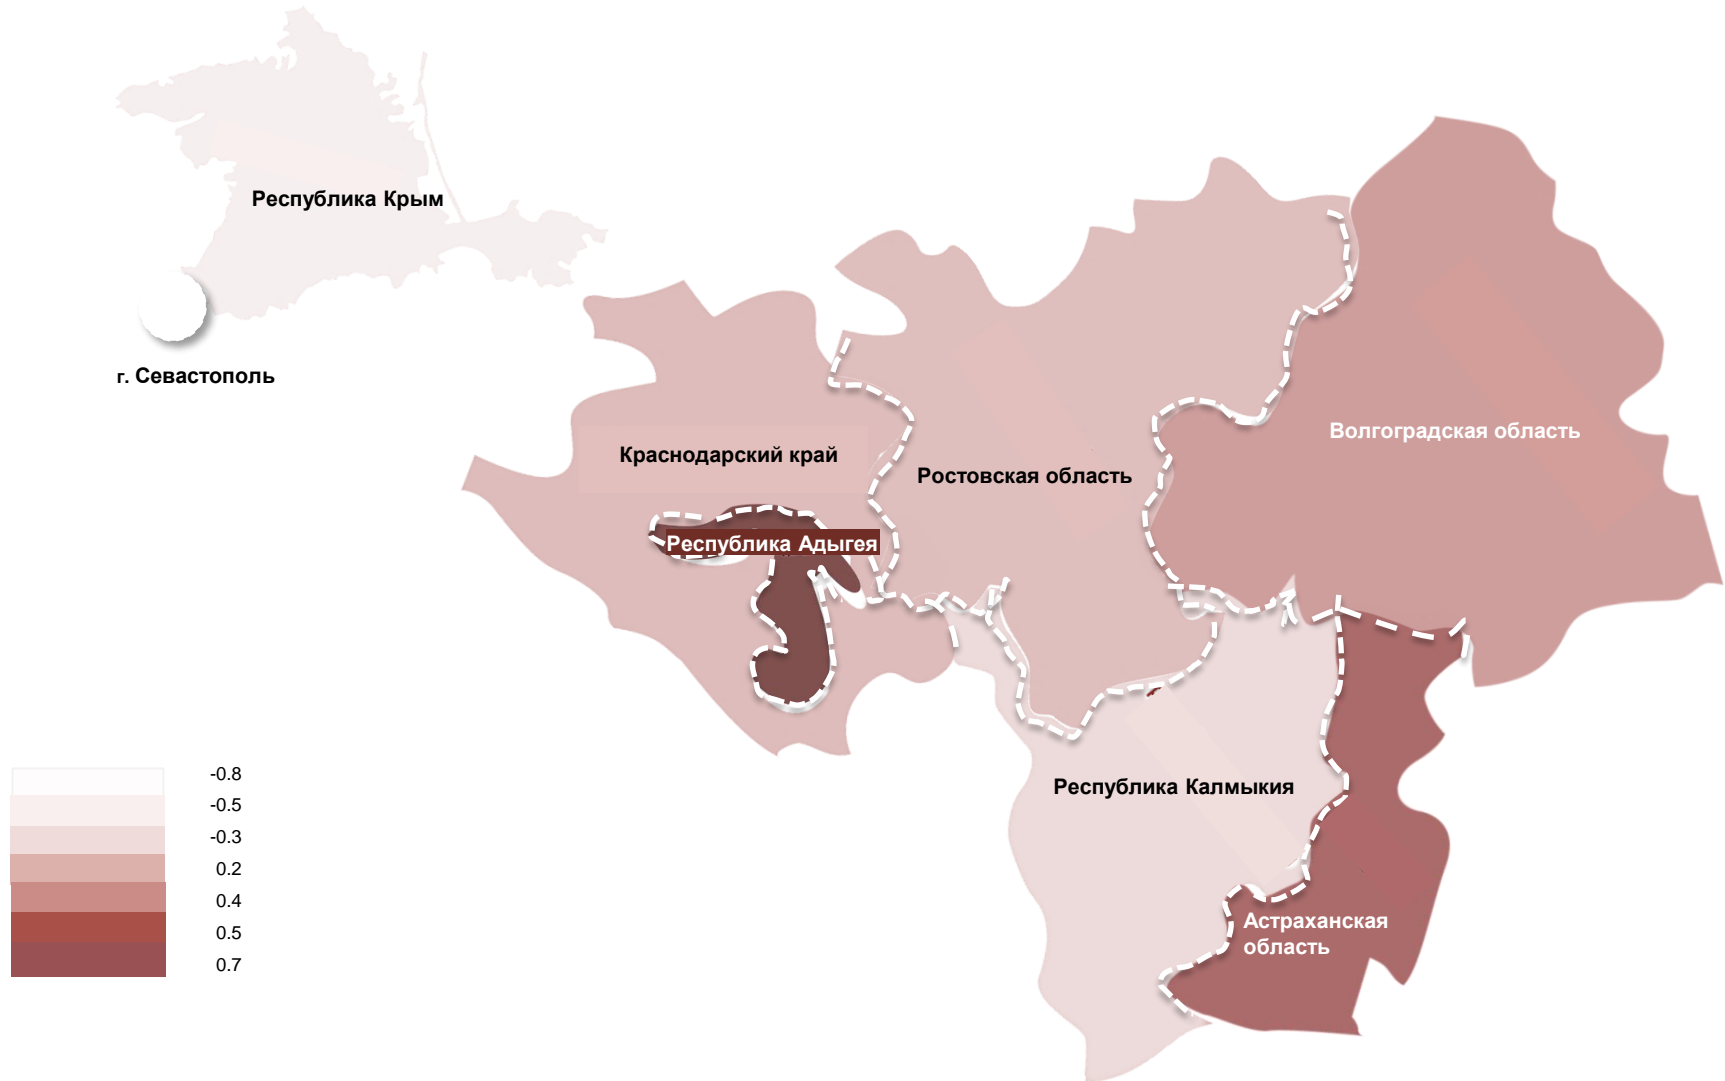 Республика Крым
г. Севастополь
Волгоградская область
Краснодарский край
Ростовская область
Республика Адыгея
-0.8
-0.5
-0.3
0.2
0.4
0.5
0.7
Республика Калмыкия
Астраханская
область